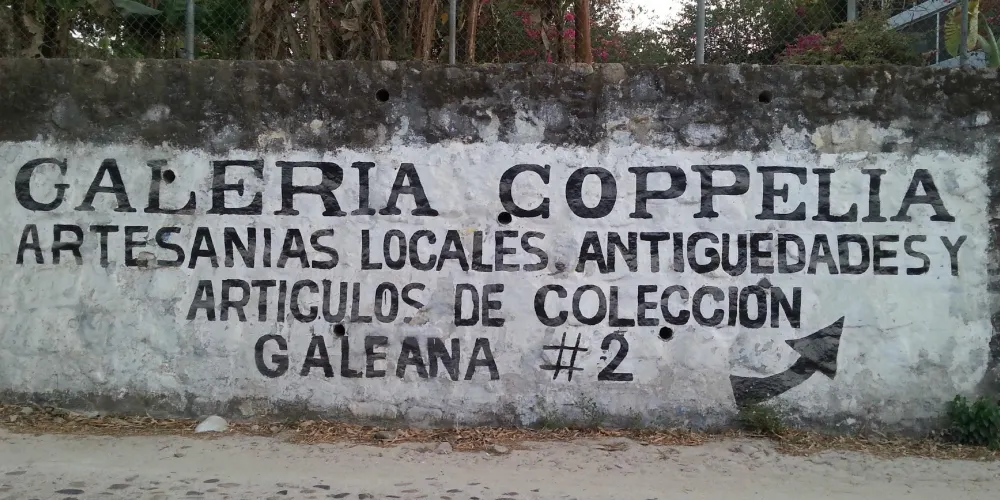 GALERIA COPPELIA
ARTESANIAS LOCALES, ANTIGUEDADES Y
ARTICULOS DE COLECCIÓN
GALEANA #2